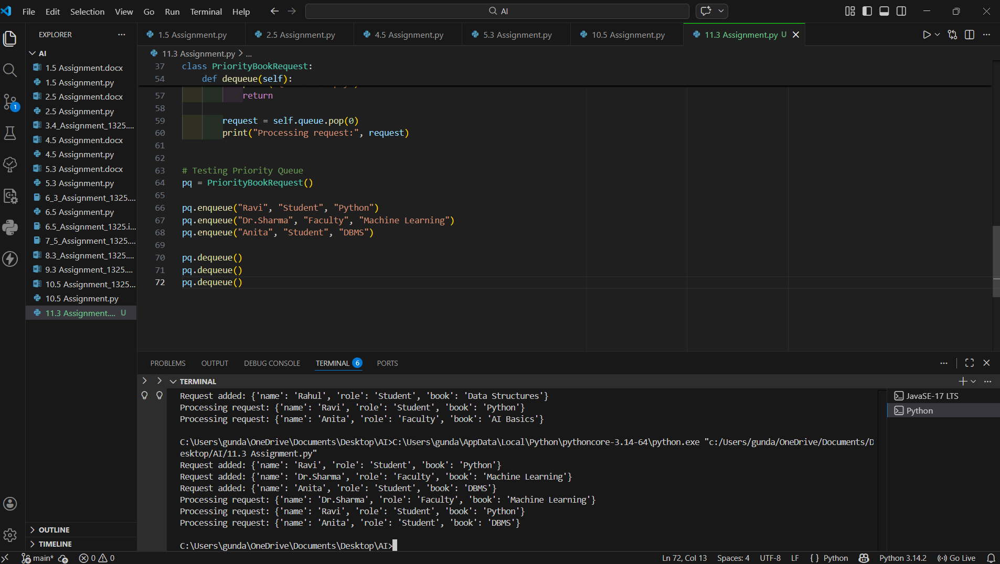 File Edit Selection View Go Run Terminal Help
AI
EXPLORER
AI
1.5 Assignment.docx
1.5 Assignment.py
2.5 Assignment.docx
2.5 Assignment.py
3.4_Assignment_1325....
4.5 Assignment.docx
4.5 Assignment.py
5.3 Assignment.docx
5.3 Assignment.py
6_3_Assignment_1325....
6.5 Assignment.py
6.5_Assignment_1325.i...
7_5_Assignment_1325....
8.3_Assignment_1325....
9.3 Assignment_1325....
10.5 Assignment_1325...
10.5 Assignment.py
11.3 Assignment.... U
OUTLINE
TIMELINE
1
1.5 Assignment.py 2.5 Assignment.py 4.5 Assignment.py 5.3 Assignment.py 10.5 Assignment.py 11.3 Assignment.py U
11.3 Assignment.py > ...
37 class PriorityBookRequest:
54 def dequeue(self):
57 return
58
59 request = self.queue.pop(0)
60 print("Processing request:", request)
61
62
63 # Testing Priority Queue
64 pq = PriorityBookRequest()
65
66 pq.enqueue("Ravi", "Student", "Python")
67 pq.enqueue("Dr.Sharma", "Faculty", "Machine Learning")
68 pq.enqueue("Anita", "Student", "DBMS")
69
70 pq.dequeue()
71 pq.dequeue()
72 pq.dequeue()
PROBLEMS OUTPUT DEBUG CONSOLE TERMINAL 6 PORTS
TERMINAL
Request added: {'name': 'Rahul', 'role': 'Student', 'book': 'Data Structures'}
Processing request: {'name': 'Ravi', 'role': 'Student', 'book': 'Python'}
Processing request: {'name': 'Anita', 'role': 'Faculty', 'book': 'AI Basics'}
C:\Users\gunda\OneDrive\Documents\Desktop\AI>C:\Users\gunda\AppData\Local\Python\pythoncore-3.14-64\python.exe "c:/Users/gunda/OneDrive/Documents/D
esktop/AI/11.3 Assignment.py"
Request added: {'name': 'Ravi', 'role': 'Student', 'book': 'Python'}
Request added: {'name': 'Dr.Sharma', 'role': 'Faculty', 'book': 'Machine Learning'}
Request added: {'name': 'Anita', 'role': 'Student', 'book': 'DBMS'}
Processing request: {'name': 'Dr.Sharma', 'role': 'Faculty', 'book': 'Machine Learning'}
Processing request: {'name': 'Ravi', 'role': 'Student', 'book': 'Python'}
Processing request: {'name': 'Anita', 'role': 'Student', 'book': 'DBMS'}
C:\Users\gunda\OneDrive\Documents\Desktop\AI>
JavaSE-17 LTS
Python
main* 0 0 Ln 72, Col 13 Spaces: 4 UTF-8 LF { } Python Python 3.14.2 Go Live